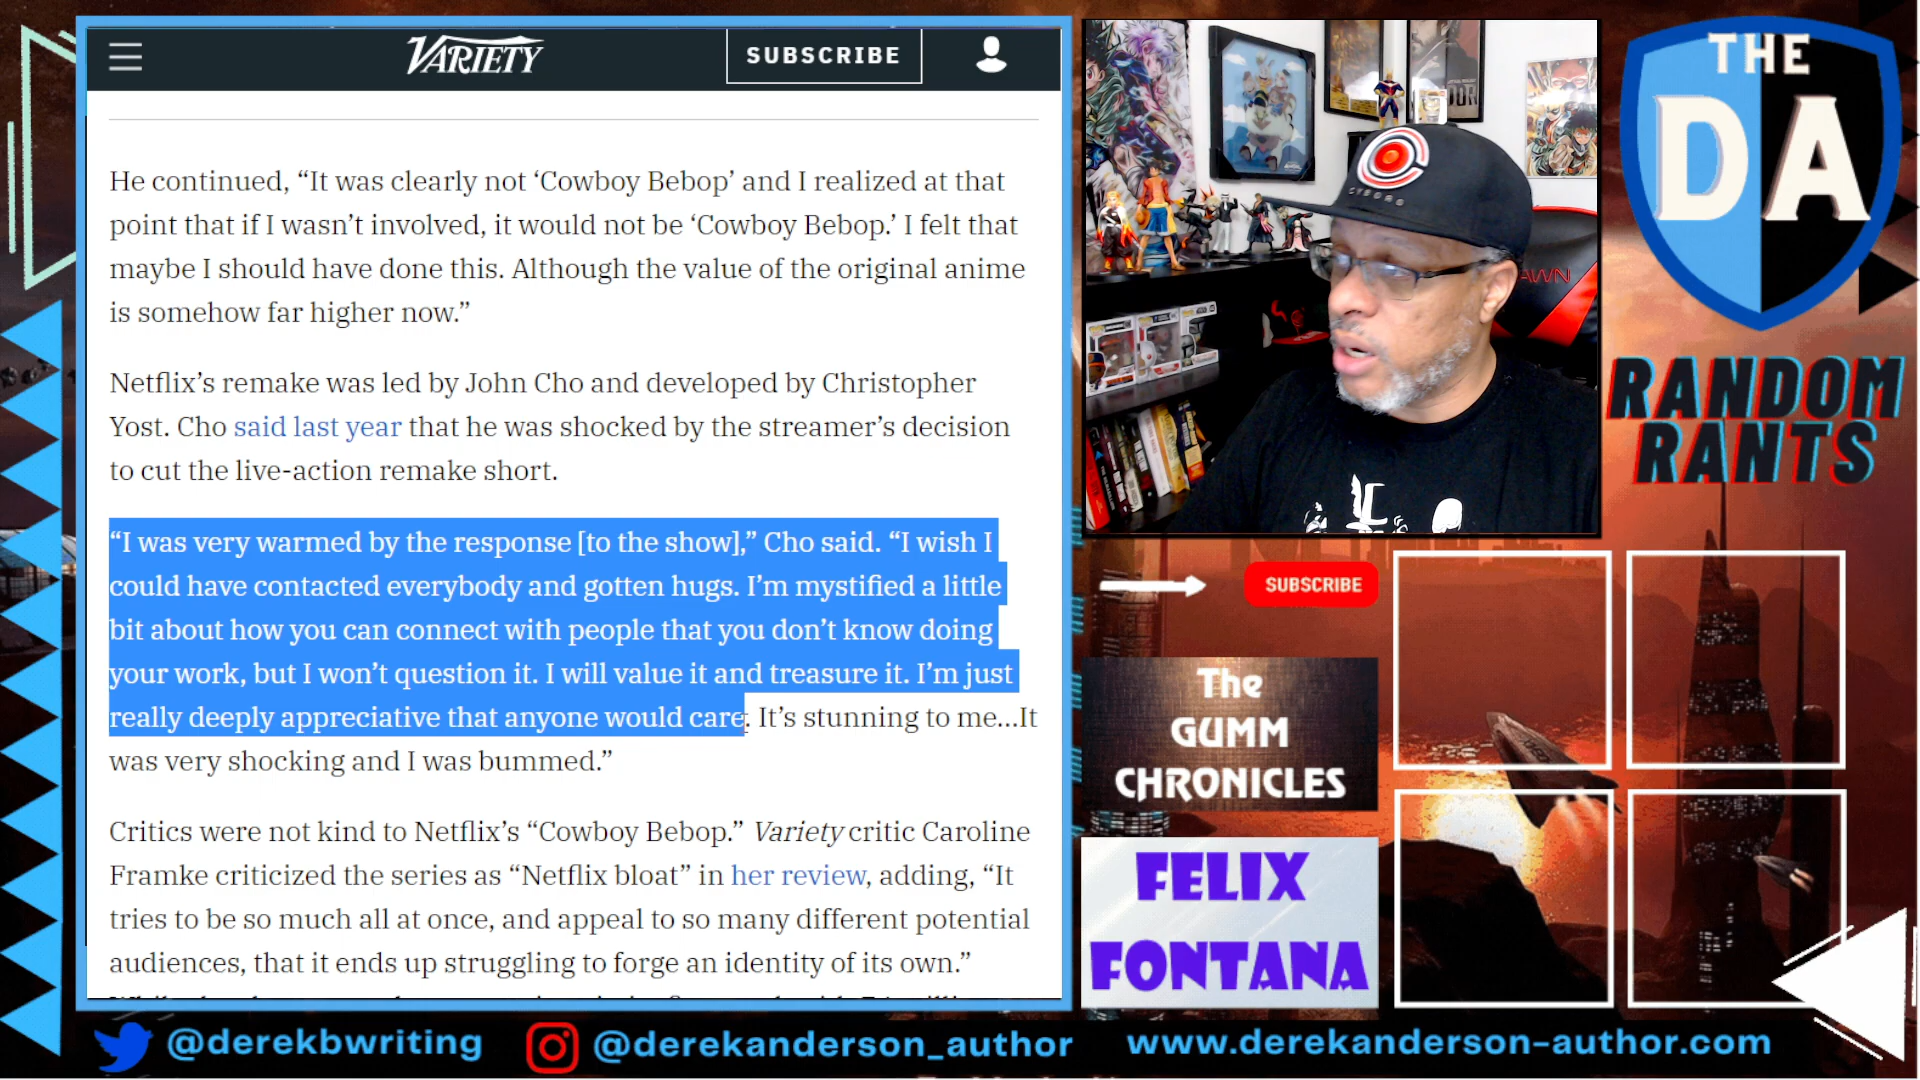 VARIETY
SUBSCRIBE
He continued, “It was clearly not ‘Cowboy Bebop’ and I realized at that
point that if I wasn’t involved, it would not be ‘Cowboy Bebop.’ I felt that
maybe I should have done this. Although the value of the original anime
is somehow far higher now.”
Netflix’s remake was led by John Cho and developed by Christopher
Yost. Cho said last year that he was shocked by the streamer’s decision
to cut the live-action remake short.
“I was very warmed by the response [to the show],” Cho said. “I wish I
could have contacted everybody and gotten hugs. I’m mystified a little
bit about how you can connect with people that you don’t know doing
your work, but I won’t question it. I will value it and treasure it. I’m just
really deeply appreciative that anyone would care. It’s stunning to me…It
was very shocking and I was bummed.”
Critics were not kind to Netflix’s “Cowboy Bebop.” Variety critic Caroline
Framke criticized the series as “Netflix bloat” in her review, adding, “It
tries to be so much all at once, and appeal to so many different potential
audiences, that it ends up struggling to forge an identity of its own.”
CYBORG
THE
DA
RANDOM
RANTS
SUBSCRIBE
The
GUMM
CHRONICLES
FELIX
FONTANA
@derekbwriting
@derekanderson_author
www.derekanderson-author.com